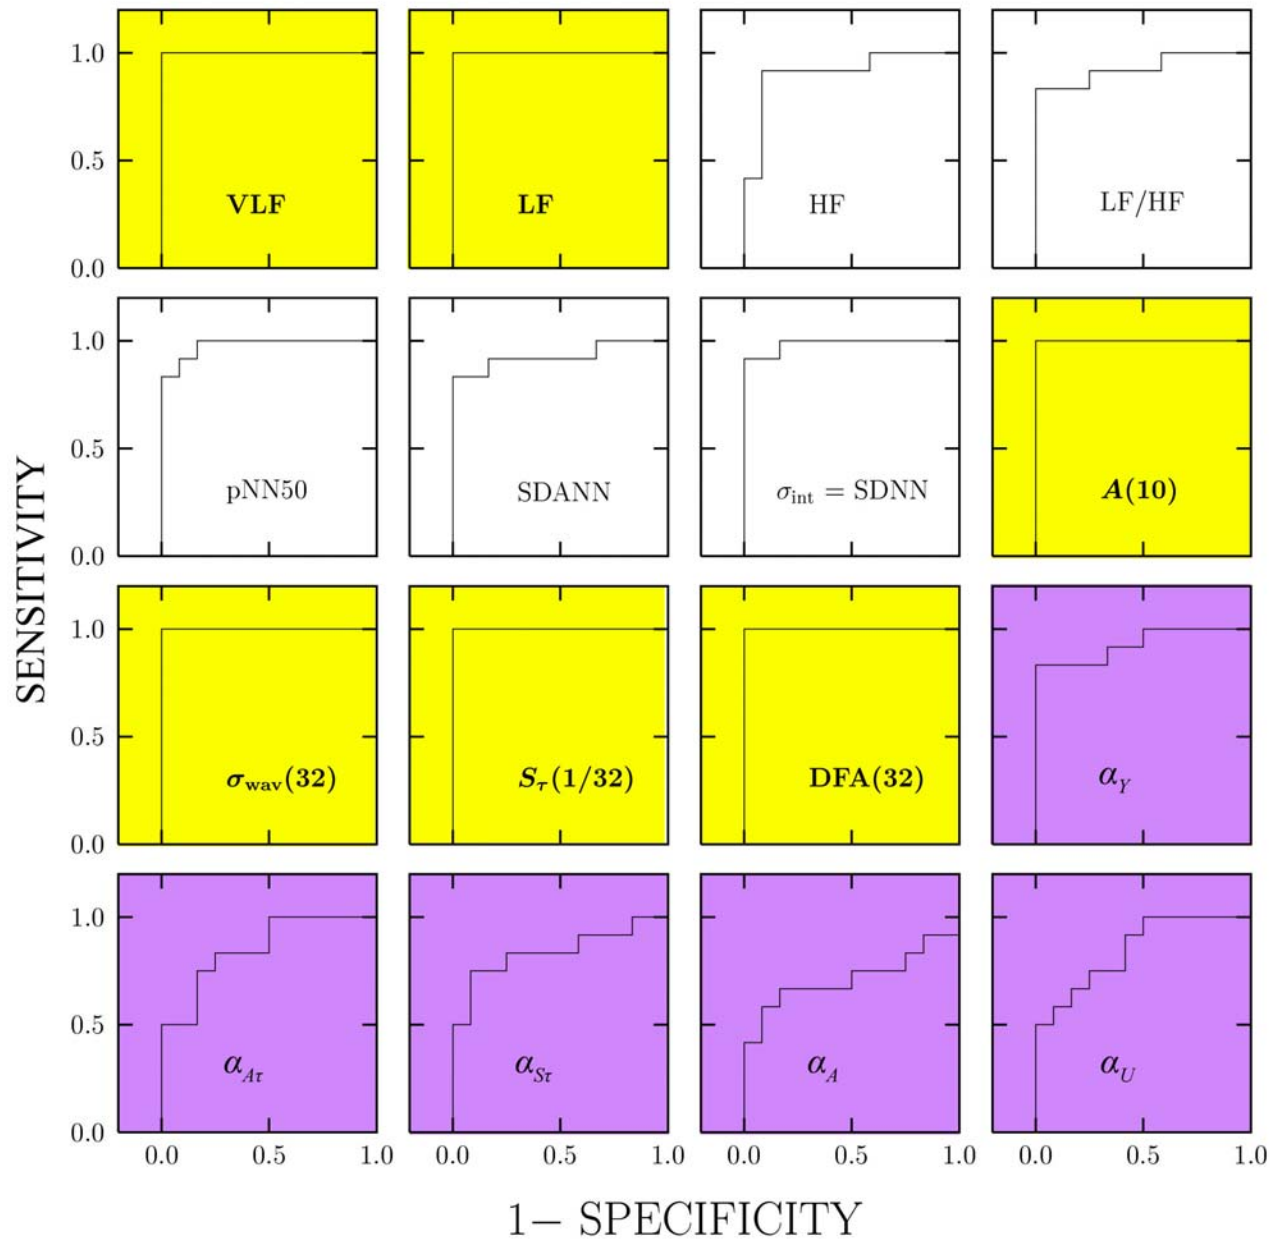 1.0
0.5
0.0
VLF
LF
HF
LF/HF
1.0
0.5
0.0
pNN50
SDANN
σint = SDNN
A(10)
1.0
0.5
0.0
σwav(32)
Sτ(1/32)
DFA(32)
αY
1.0
0.5
0.0
αAτ
αSτ
αA
αU
0.0 0.5 1.0 0.0 0.5 1.0 0.0 0.5 1.0 0.0 0.5 1.0
SENSITIVITY
1− SPECIFICITY